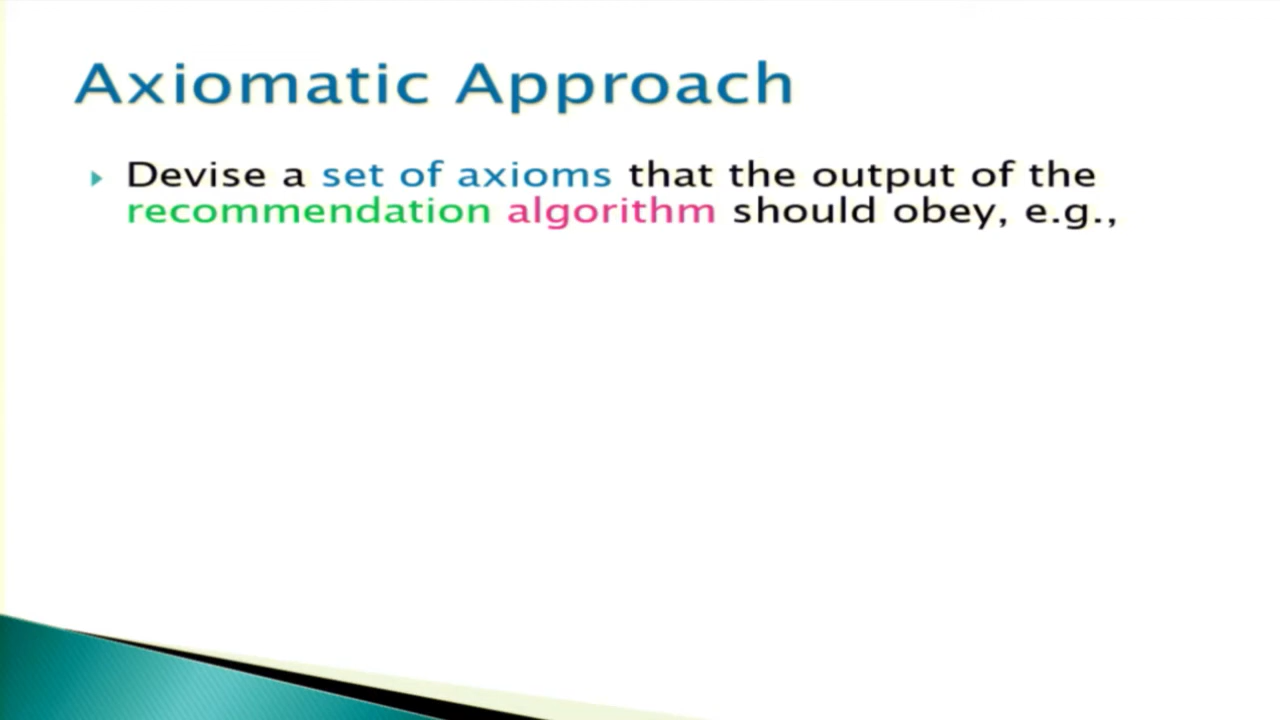 Axiomatic Approach
Devise a set of axioms that the output of the
recommendation algorithm should obey, e.g.,